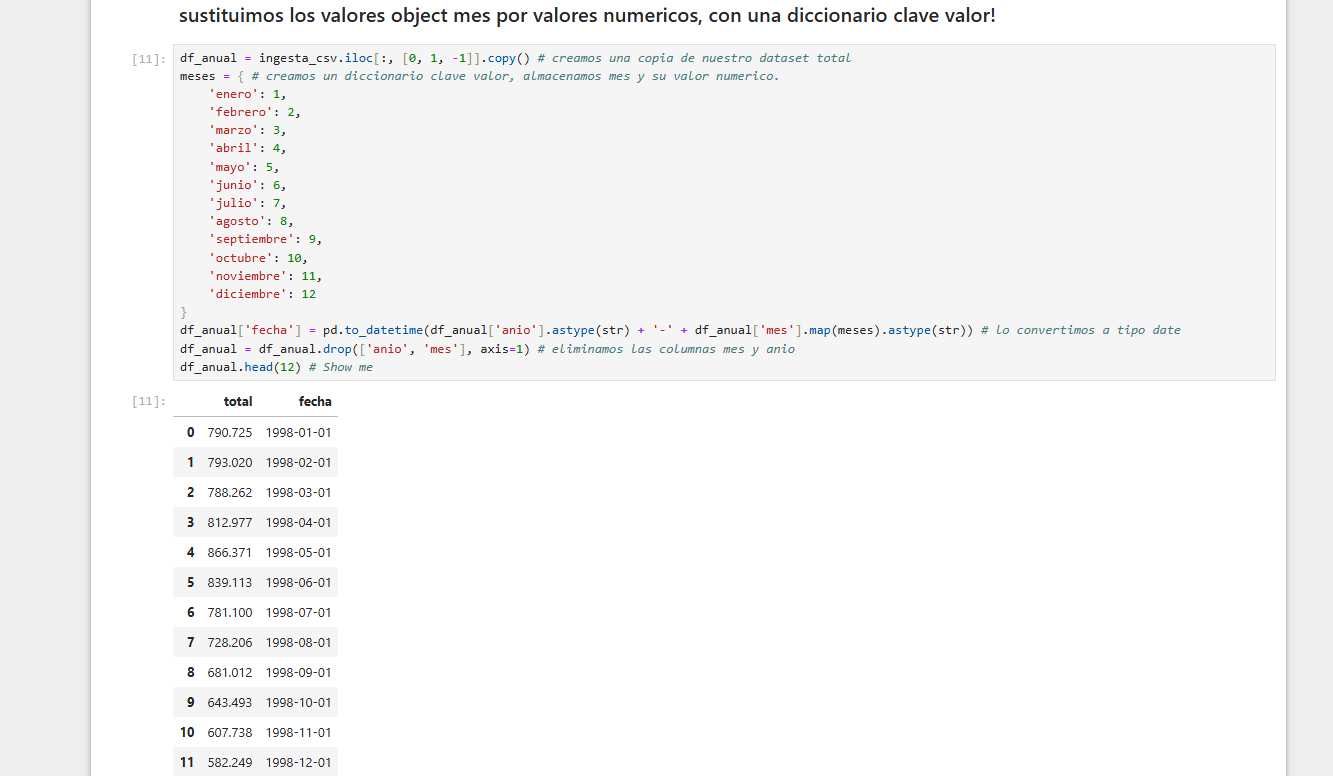 sustituimos los valores object mes por valores numericos, con una diccionario clave valor!
[11]: df_anual = ingesta_csv.iloc[:, [0, 1, -1]].copy() # creamos una copia de nuestro dataset total
meses = { # creamos un diccionario clave valor, almacenamos mes y su valor numerico.
    'enero': 1,
    'febrero': 2,
    'marzo': 3,
    'abril': 4,
    'mayo': 5,
    'junio': 6,
    'julio': 7,
    'agosto': 8,
    'septiembre': 9,
    'octubre': 10,
    'noviembre': 11,
    'diciembre': 12
}
df_anual['fecha'] = pd.to_datetime(df_anual['anio'].astype(str) + '-' + df_anual['mes'].map(meses).astype(str)) # lo convertimos a tipo date
df_anual = df_anual.drop(['anio', 'mes'], axis=1) # eliminamos las columnas mes y anio
df_anual.head(12) # Show me
[11]: total fecha
0 790.725 1998-01-01
1 793.020 1998-02-01
2 788.262 1998-03-01
3 812.977 1998-04-01
4 866.371 1998-05-01
5 839.113 1998-06-01
6 781.100 1998-07-01
7 728.206 1998-08-01
8 681.012 1998-09-01
9 643.493 1998-10-01
10 607.738 1998-11-01
11 582.249 1998-12-01